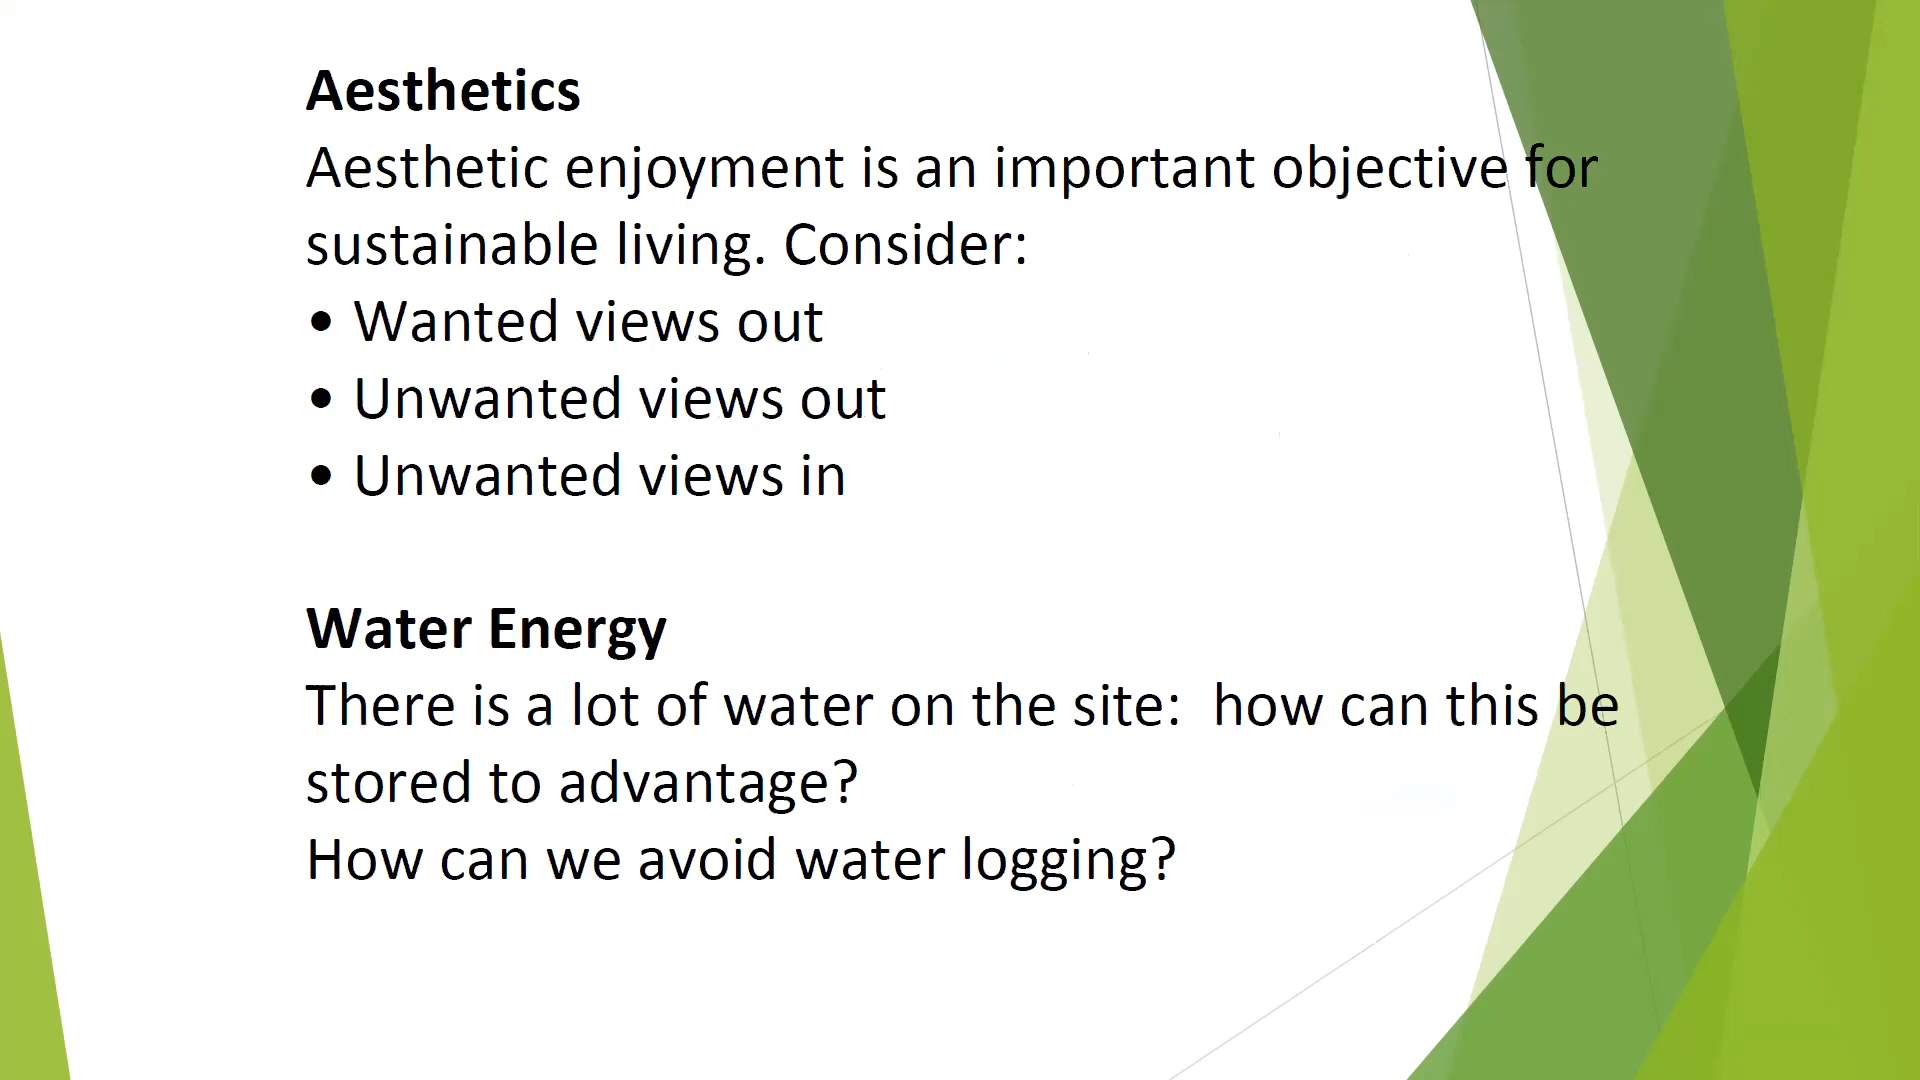 Aesthetics
Aesthetic enjoyment is an important objective for
sustainable living. Consider:
• Wanted views out
• Unwanted views out
• Unwanted views in
Water Energy
There is a lot of water on the site:  how can this be
stored to advantage?
How can we avoid water logging?